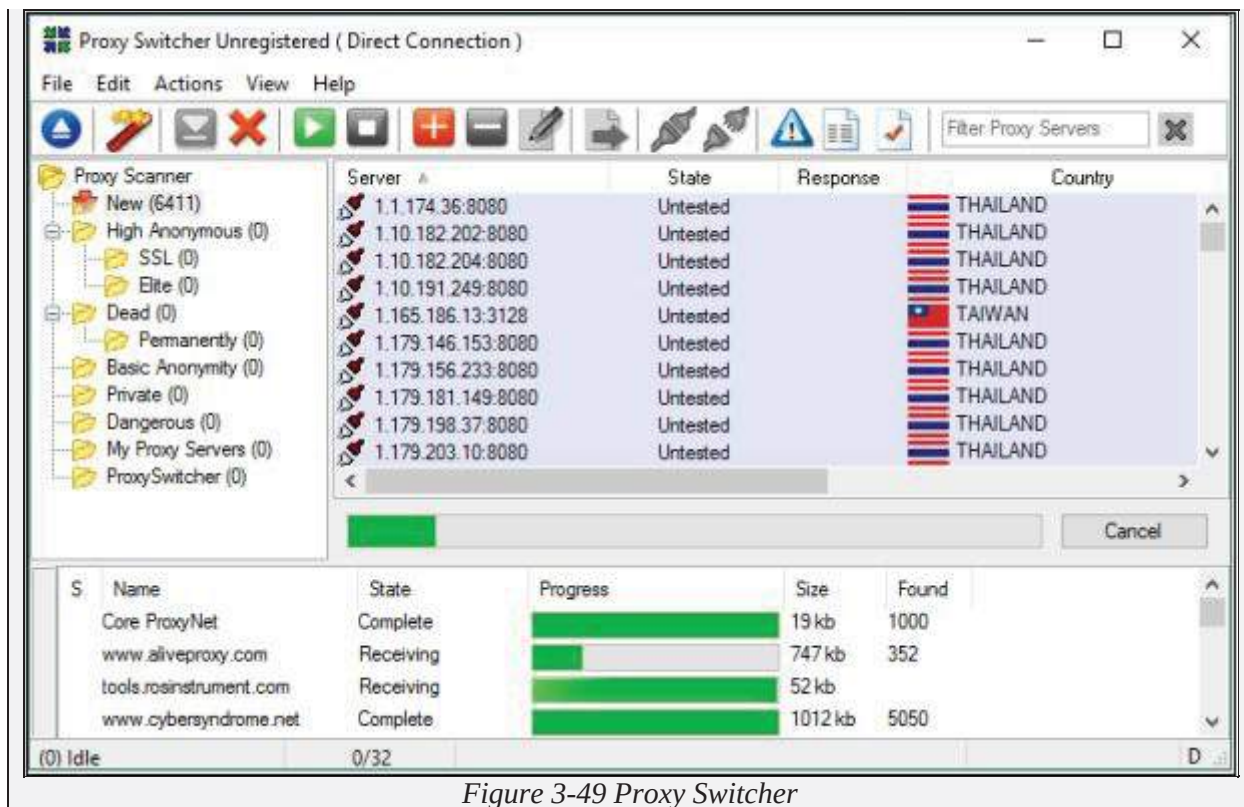 Proxy Switcher Unregistered ( Direct Connection )
File Edit Actions View Help
Filter Proxy Servers
Proxy Scanner
New (6411)
High Anonymous (0)
SSL (0)
Elite (0)
Dead (0)
Permanently (0)
Basic Anonymity (0)
Private (0)
Dangerous (0)
My Proxy Servers (0)
ProxySwitcher (0)
Server State Response Country
1.1.174.36:8080 Untested THAILAND
1.10.182.202:8080 Untested THAILAND
1.10.182.204:8080 Untested THAILAND
1.10.191.249:8080 Untested THAILAND
1.165.186.13:3128 Untested TAIWAN
1.179.146.153:8080 Untested THAILAND
1.179.156.233:8080 Untested THAILAND
1.179.181.149:8080 Untested THAILAND
1.179.198.37:8080 Untested THAILAND
1.179.203.10:8080 Untested THAILAND
Cancel
S Name State Progress Size Found
Core ProxyNet Complete 19 kb 1000
www.aliveproxy.com Receiving 747 kb 352
tools.rosinstrument.com Receiving 52 kb
www.cybersyndrome.net Complete 1012 kb 5050
(0) Idle 0/32 D
Figure 3-49 Proxy Switcher